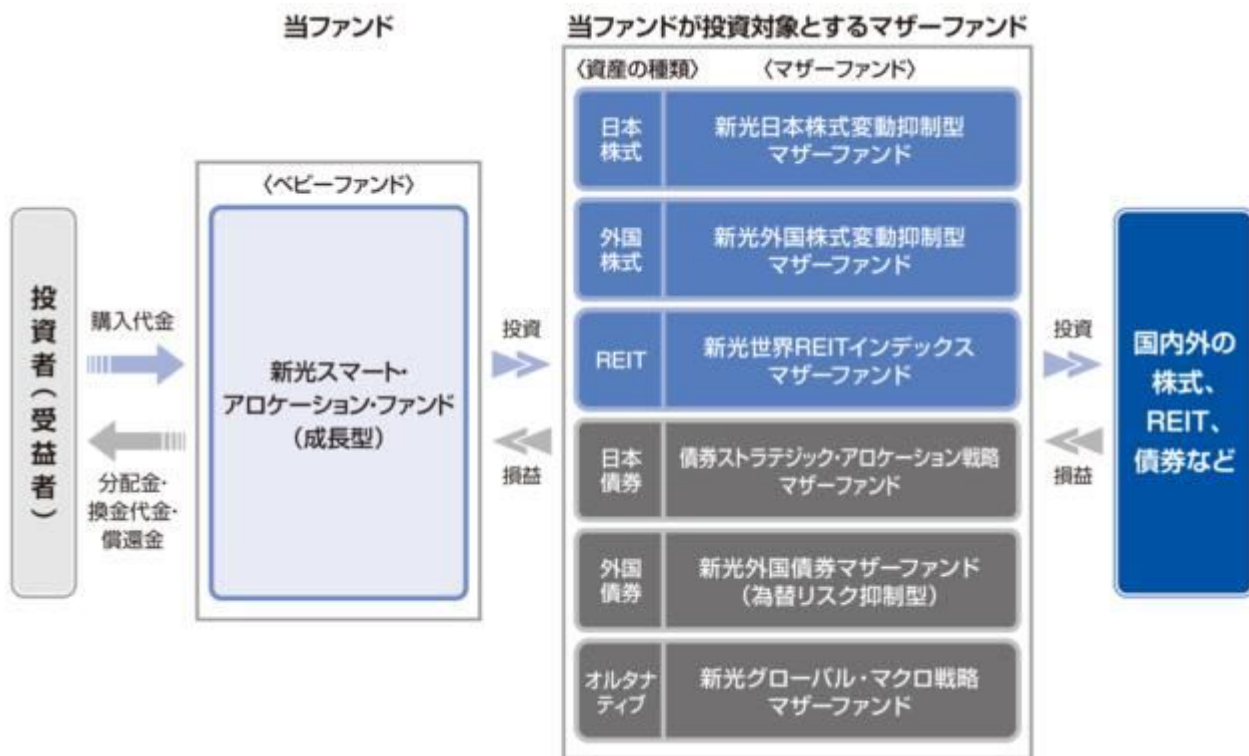 当ファンド
当ファンドが投資対象とするマザーファンド
〈資産の種類〉
〈マザーファンド〉
〈ベビーファンド〉
投資者(受益者)
購入代金
分配金・
換金代金・
償還金
新光スマート・
アロケーション・ファンド
(成長型)
投資
損益
日本
株式
新光日本株式変動抑制型
マザーファンド
外国
株式
新光外国株式変動抑制型
マザーファンド
REIT
新光世界REITインデックス
マザーファンド
日本
債券
債券ストラテジック・アロケーション戦略
マザーファンド
外国
債券
新光外国債券マザーファンド
(為替リスク抑制型)
オルタナ
ティブ
新光グローバル・マクロ戦略
マザーファンド
投資
損益
国内外の
株式、
REIT、
債券など